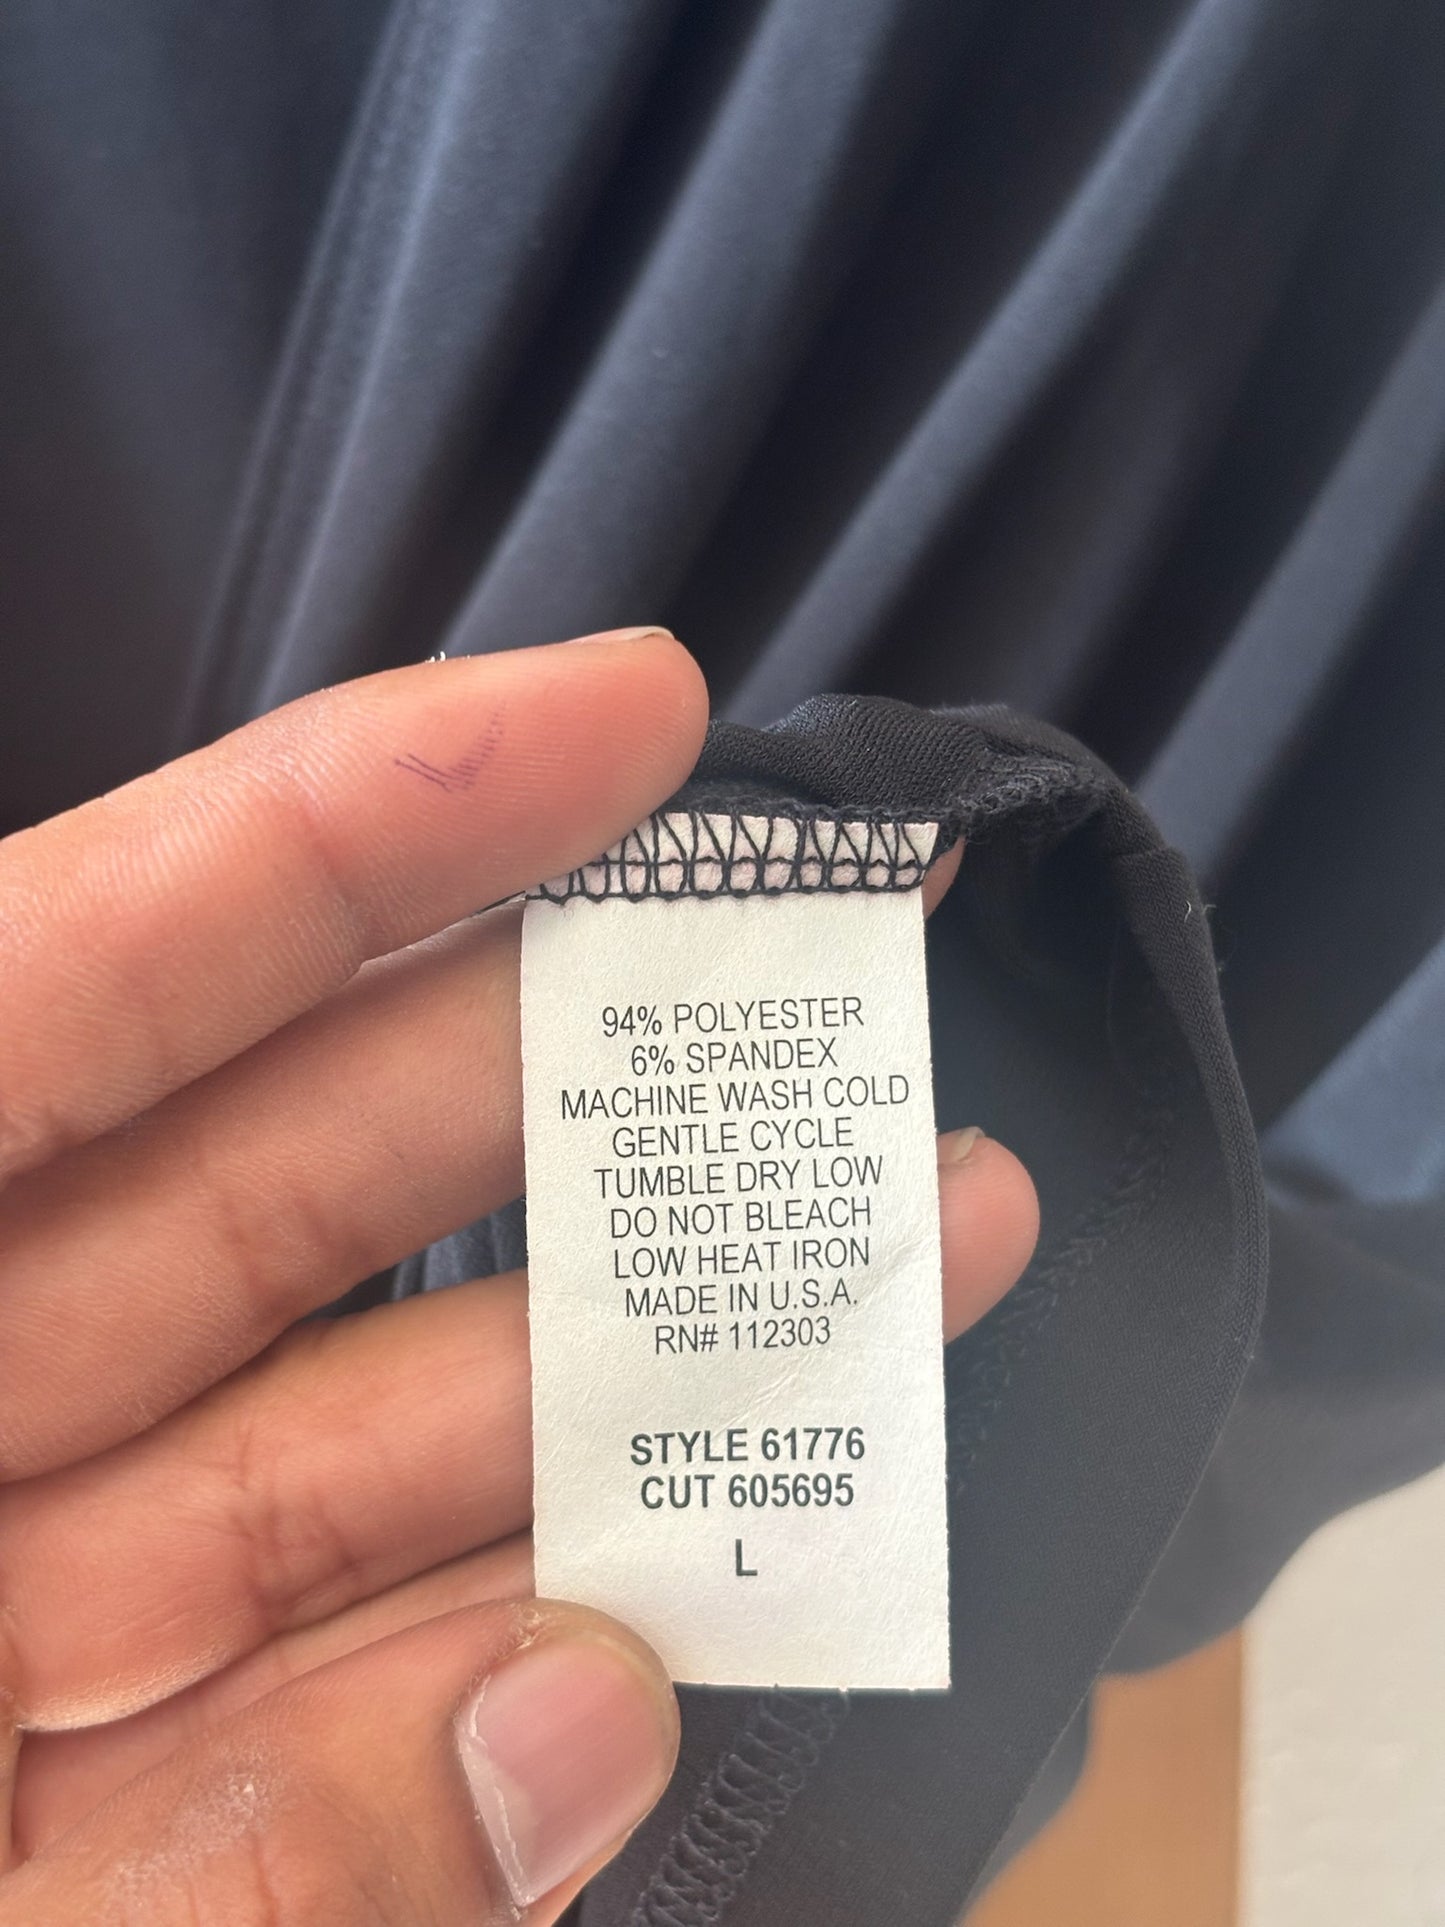 94% POLYESTER
6% SPANDEX
MACHINE WASH COLD
GENTLE CYCLE
TUMBLE DRY LOW
DO NOT BLEACH
LOW HEAT IRON
MADE IN U.S.A.
RN# 112303
STYLE 61776
CUT 605695
L